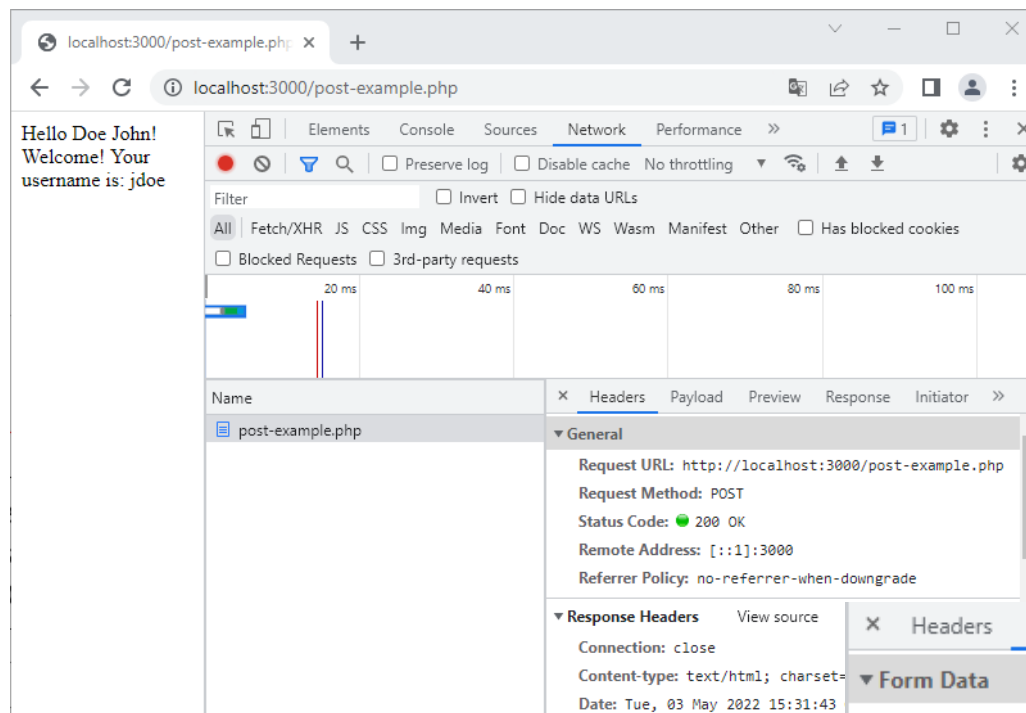 localhost:3000/post-example.php
localhost:3000/post-example.php
Hello Doe John!
Welcome! Your
username is: jdoe
Elements Console Sources Network Performance 1
Preserve log Disable cache No throttling
Filter Invert Hide data URLs
All Fetch/XHR JS CSS Img Media Font Doc WS Wasm Manifest Other Has blocked cookies
Blocked Requests 3rd-party requests
20 ms 40 ms 60 ms 80 ms 100 ms
Name
post-example.php
Headers Payload Preview Response Initiator
General
Request URL: http://localhost:3000/post-example.php
Request Method: POST
Status Code: 200 OK
Remote Address: [::1]:3000
Referrer Policy: no-referrer-when-downgrade
Response Headers View source
Connection: close
Content-type: text/html; charset=
Date: Tue, 03 May 2022 15:31:43
Headers
Form Data